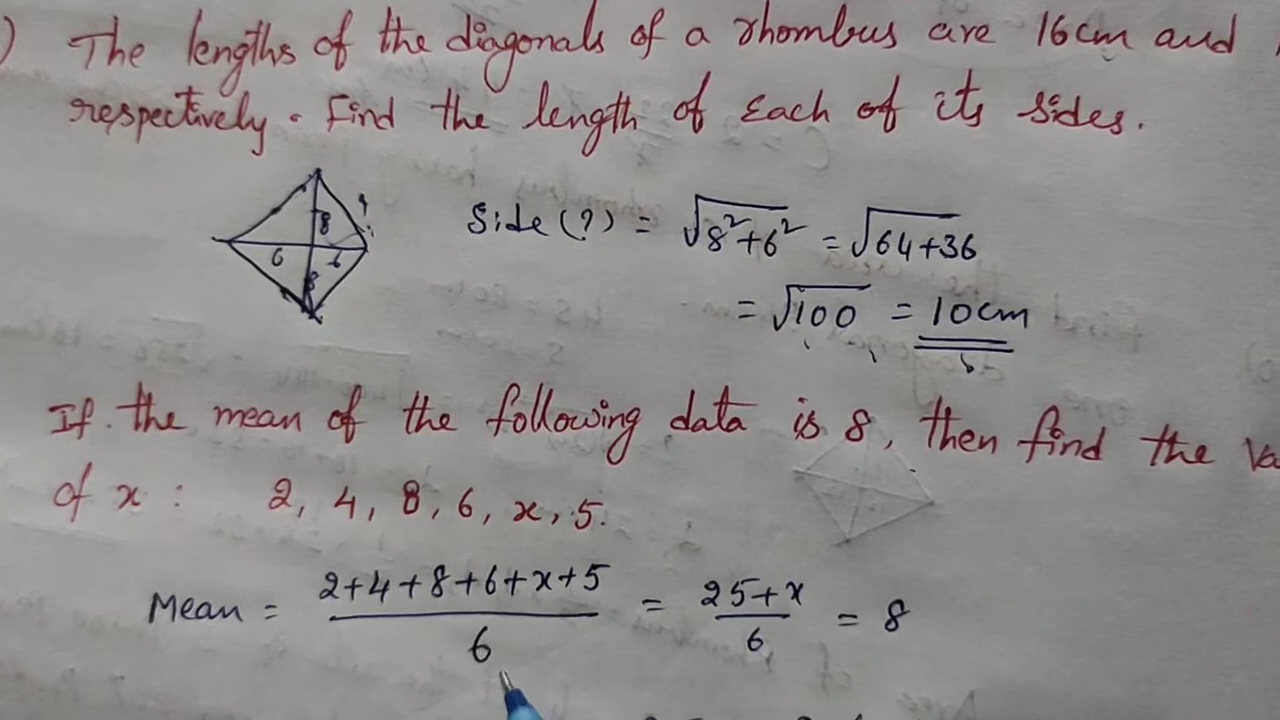 ) The lengths of the diagonals of a rhombus are 16cm and
respectively. Find the length of Each of its sides.
8 ?
6 6
8
Side (?) = √8²+6² = √64+36
= √100 = 10cm
If the mean of the following data is 8, then find the Va
of x : 2, 4, 8, 6, x, 5.
Mean = 2+4+8+6+x+5 / 6 = 25+x / 6 = 8